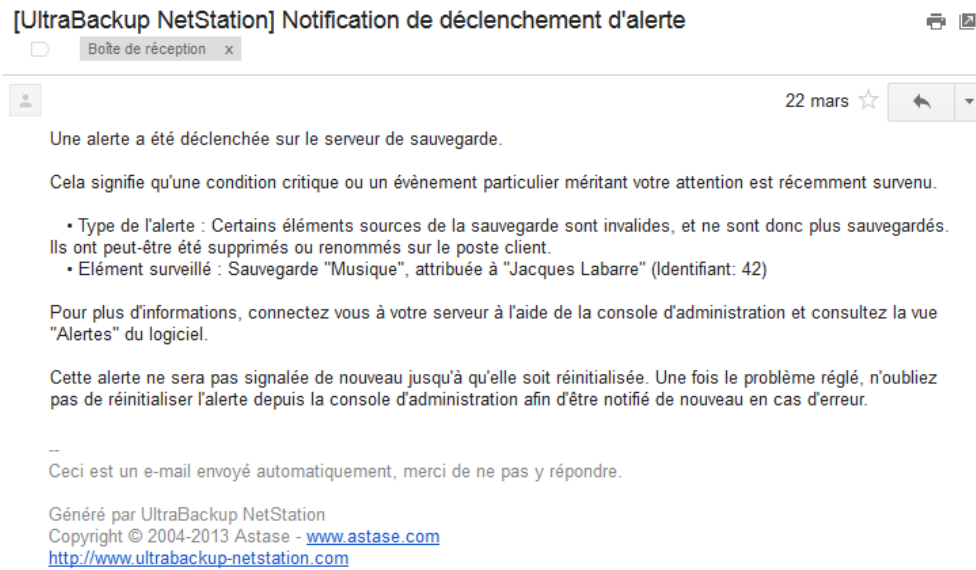 [UltraBackup NetStation] Notification de déclenchement d'alerte
Boîte de réception x
22 mars
Une alerte a été déclenchée sur le serveur de sauvegarde.
Cela signifie qu'une condition critique ou un évènement particulier méritant votre attention est récemment survenu.
• Type de l'alerte : Certains éléments sources de la sauvegarde sont invalides, et ne sont donc plus sauvegardés.
Ils ont peut-être été supprimés ou renommés sur le poste client.
• Elément surveillé : Sauvegarde "Musique", attribuée à "Jacques Labarre" (Identifiant: 42)
Pour plus d'informations, connectez vous à votre serveur à l'aide de la console d'administration et consultez la vue
"Alertes" du logiciel.
Cette alerte ne sera pas signalée de nouveau jusqu'à qu'elle soit réinitialisée. Une fois le problème réglé, n'oubliez
pas de réinitialiser l'alerte depuis la console d'administration afin d'être notifié de nouveau en cas d'erreur.
--
Ceci est un e-mail envoyé automatiquement, merci de ne pas y répondre.
Généré par UltraBackup NetStation
Copyright © 2004-2013 Astase - www.astase.com
http://www.ultrabackup-netstation.com